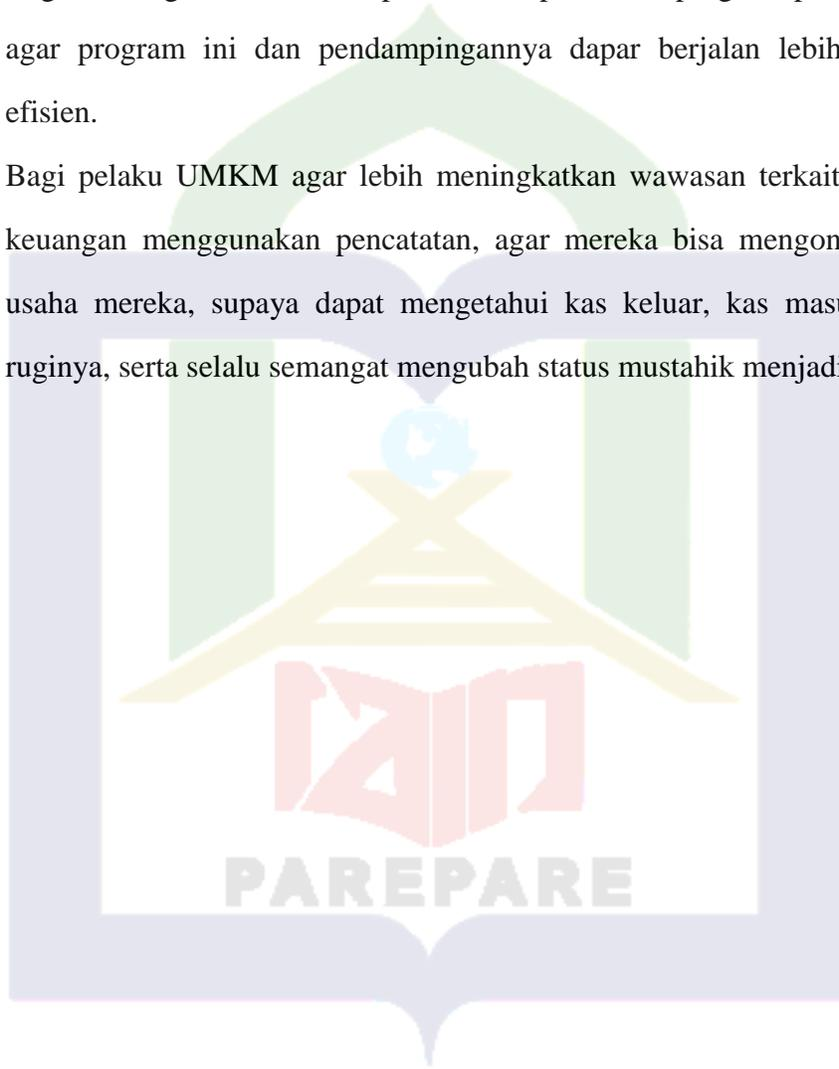 agar program ini dan pendampingannya dapar berjalan lebih
efisien.
Bagi pelaku UMKM agar lebih meningkatkan wawasan terkait
keuangan menggunakan pencatatan, agar mereka bisa
usaha mereka, supaya dapat mengetahui kas keluar, kas
ruginya, serta selalu semangat mengubah status mustahik menjadi
iain
PAREPARE